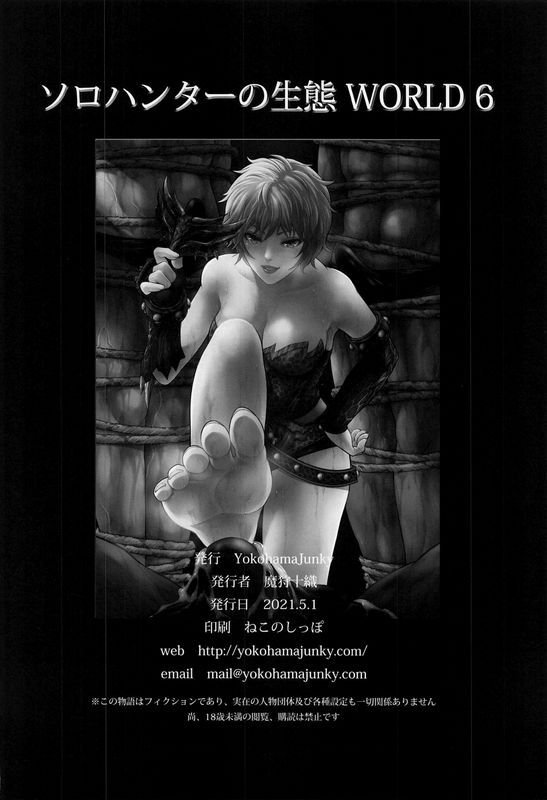 ソロハンターの生態 WORLD 6
発行 YokohamaJunky
発行者 魔狩十織
発行日 2021.5.1
印刷 ねこのしっぽ
web http://yokohamajunky.com/
email mail@yokohamajunky.com
※この物語はフィクションであり、実在の人物団体及び各種設定も一切関係ありません
尚、18歳未満の閲覧、購読は禁止です